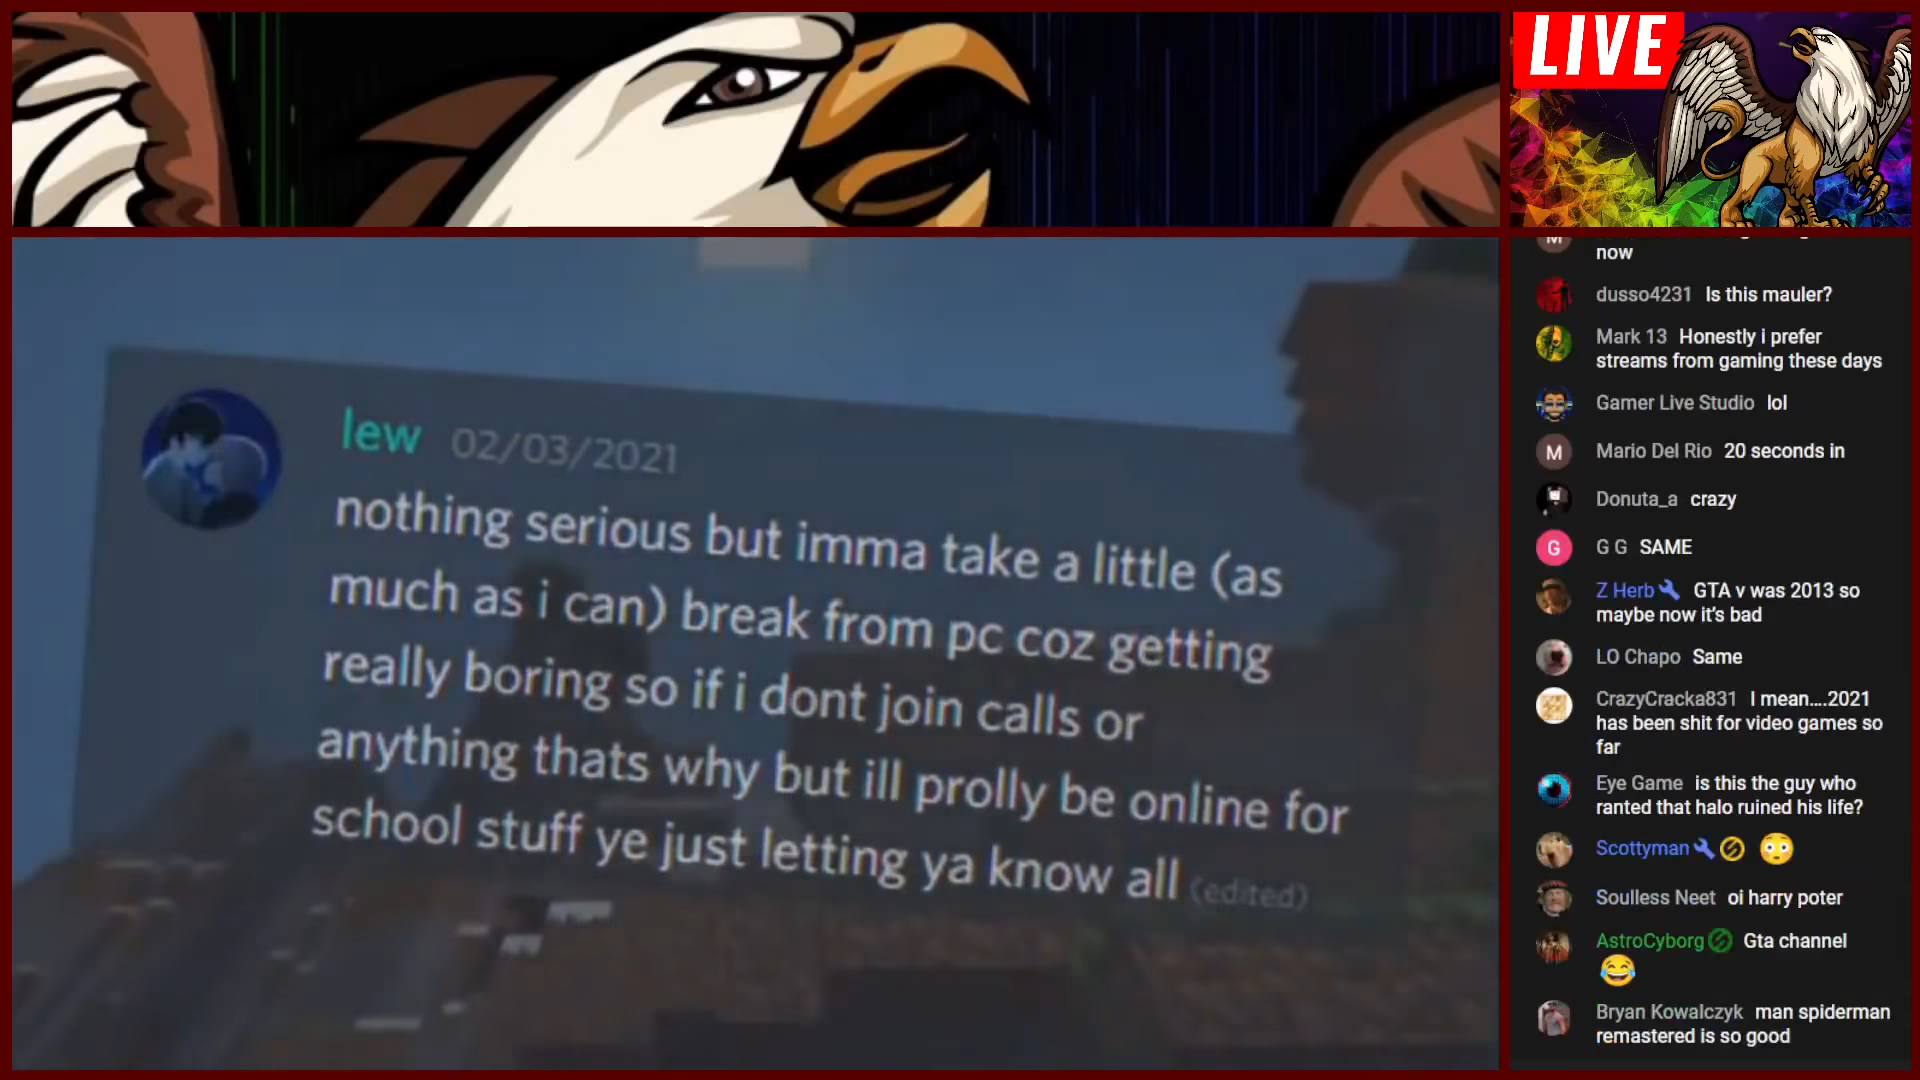 LIVE
lew 02/03/2021
nothing serious but imma take a little (as
much as i can) break from pc coz getting
really boring so if i dont join calls or
anything thats why but ill prolly be online for
school stuff ye just letting ya know all (edited)
M
now
dusso4231 Is this mauler?
Mark 13 Honestly i prefer
streams from gaming these days
Gamer Live Studio lol
M Mario Del Rio 20 seconds in
Donuta_a crazy
G G G SAME
Z Herb GTA v was 2013 so
maybe now it's bad
LO Chapo Same
CrazyCracka831 I mean....2021
has been shit for video games so
far
Eye Game is this the guy who
ranted that halo ruined his life?
Scottyman 😳
Soulless Neet oi harry poter
AstroCyborg Gta channel
😂
Bryan Kowalczyk man spiderman
remastered is so good